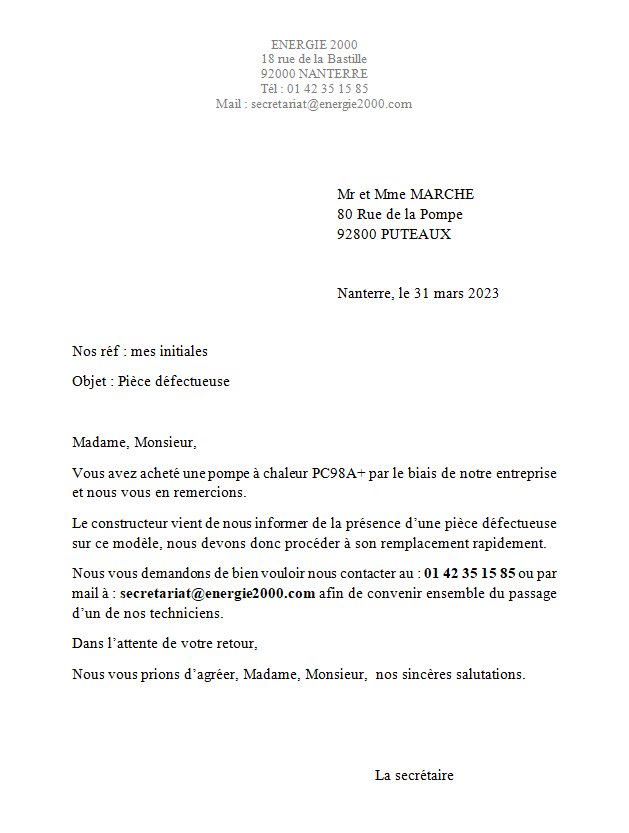 ENERGIE 2000
18 rue de la Bastille
92000 NANTERRE
Tél : 01 42 35 15 85
Mail : secretariat@energie2000.com
Mr et Mme MARCHE
80 Rue de la Pompe
92800 PUTEAUX
Nanterre, le 31 mars 2023
Nos réf : mes initiales
Objet : Pièce défectueuse
Madame, Monsieur,
Vous avez acheté une pompe à chaleur PC98A+ par le biais de notre entreprise
et nous vous en remercions.
Le constructeur vient de nous informer de la présence d’une pièce défectueuse
sur ce modèle, nous devons donc procéder à son remplacement rapidement.
Nous vous demandons de bien vouloir nous contacter au : 01 42 35 15 85 ou par
mail à : secretariat@energie2000.com afin de convenir ensemble du passage
d’un de nos techniciens.
Dans l’attente de votre retour,
Nous vous prions d’agréer, Madame, Monsieur,  nos sincères salutations.
La secrétaire